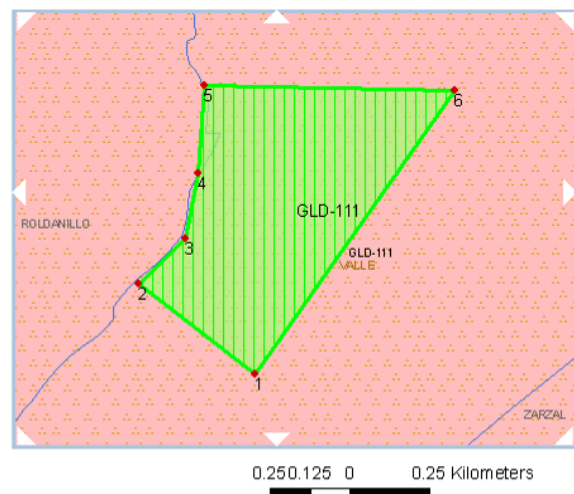 5
6
4
GLD-111
ROLDANILLO
3
GLD-111
VALLE
2
1
ZARZAL
0.250.125 0 0.25 Kilometers